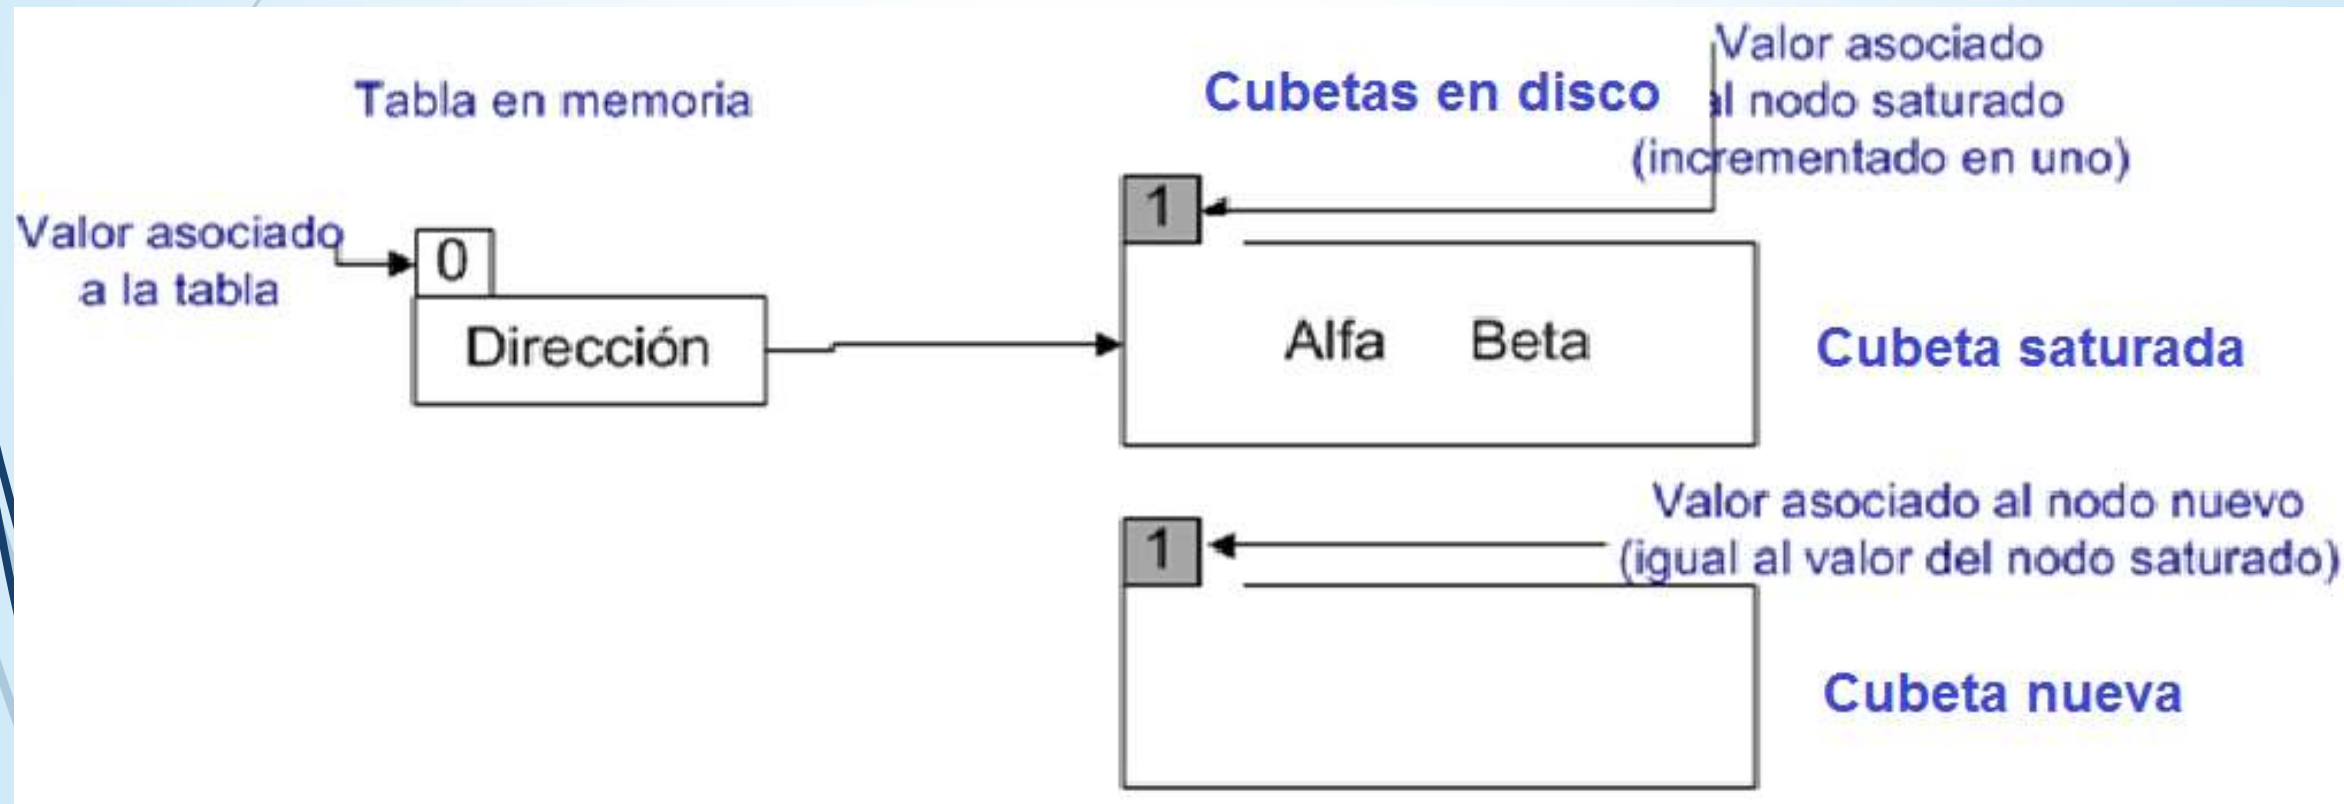 Tabla en memoria
Cubetas en disco
Valor asociado
al nodo saturado
(incrementado en uno)
Valor asociado
a la tabla
0
Dirección
1
Alfa Beta
Cubeta saturada
1
Valor asociado al nodo nuevo
(igual al valor del nodo saturado)
Cubeta nueva